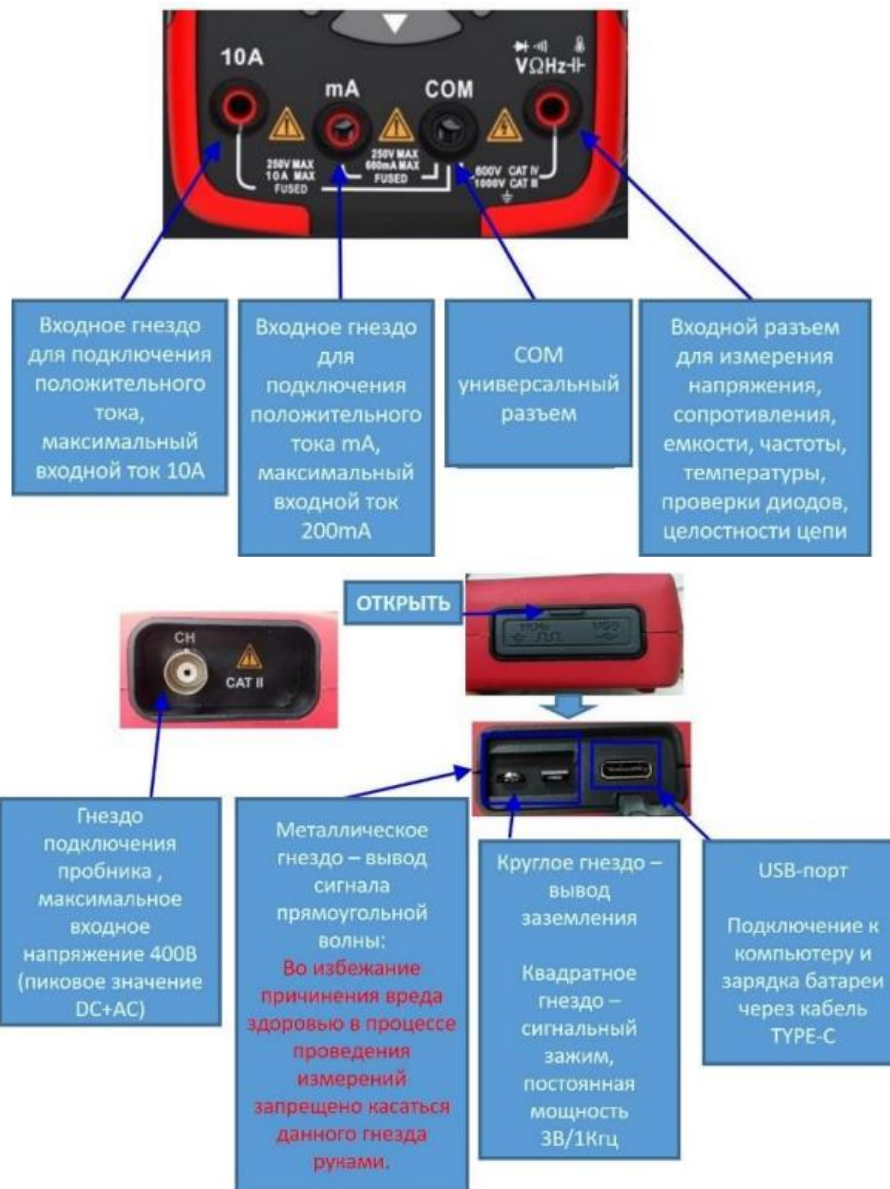 10A
mA
COM
VΩHz
250V MAX
10A MAX
FUSED
250V MAX
600mA MAX
FUSED
600V CAT IV
1000V CAT III
Входное гнездо
для подключения
положительного
тока,
максимальный
входной ток 10А
Входное гнездо
для
подключения
положительного
тока mA,
максимальный
входной ток
200mA
COM
универсальный
разъем
Входной разъем
для измерения
напряжения,
сопротивления,
емкости, частоты,
температуры,
проверки диодов,
целостности цепи
ОТКРЫТЬ
CH
CAT II
1KHz
USB
Гнездо
подключения
пробника ,
максимальное
входное
напряжение 400В
(пиковое значение
DC+AC)
Металлическое
гнездо – вывод
сигнала
прямоугольной
волны:
Во избежание
причинения вреда
здоровью в процессе
проведения
измерений
запрещено касаться
данного гнезда
руками.
Круглое гнездо –
вывод
заземления
Квадратное
гнездо –
сигнальный
зажим,
постоянная
мощность
3В/1Кгц
USB-порт
Подключение к
компьютеру и
зарядка батареи
через кабель
TYPE-C